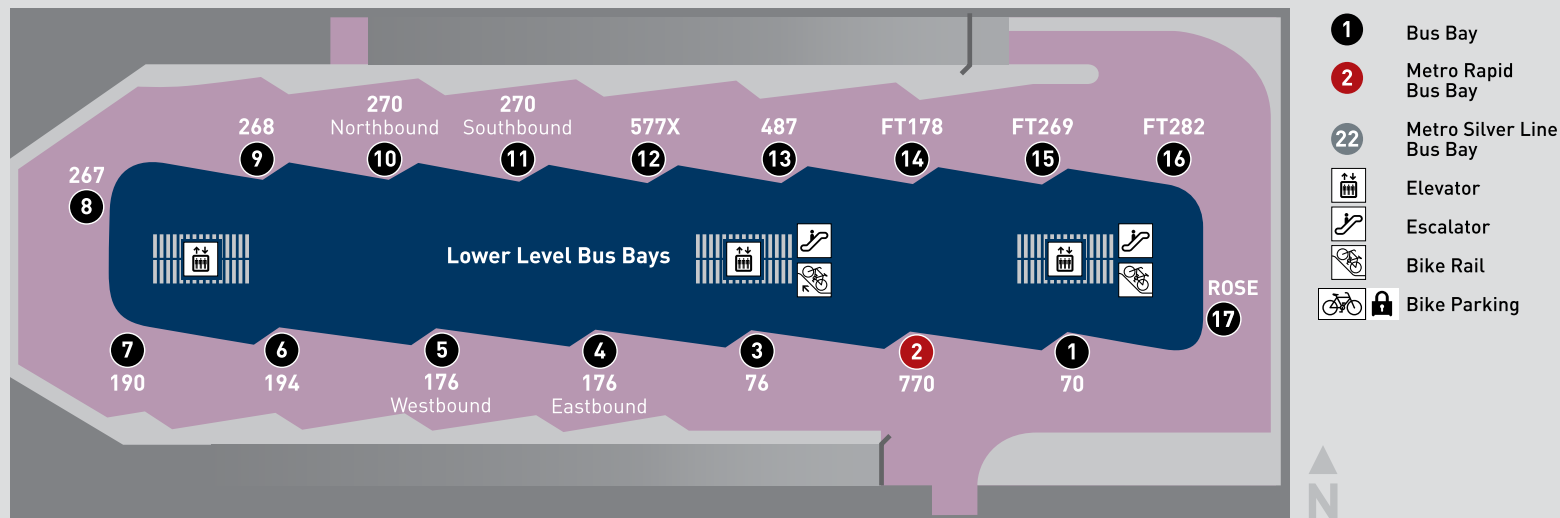 268
9
270
Northbound
10
270
Southbound
11
577X
12
487
13
FT178
14
FT269
15
FT282
16
267
8
Lower Level Bus Bays
ROSE
17
7
190
6
194
5
176
Westbound
4
176
Eastbound
3
76
2
770
1
70
1
Bus Bay
2
Metro Rapid
Bus Bay
22
Metro Silver Line
Bus Bay
Elevator
Escalator
Bike Rail
Bike Parking
N